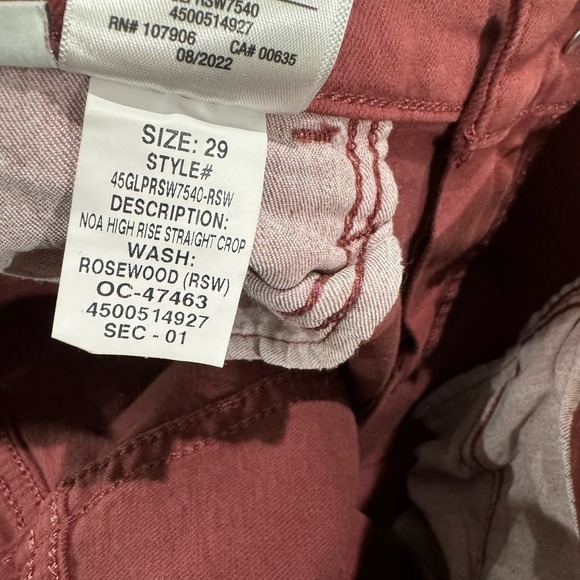 4500514927
RN# 107906 CA# 00635
08/2022
SIZE: 29
STYLE#
45GLPRSW7540-RSW
DESCRIPTION:
NOA HIGH RISE STRAIGHT CROP
WASH:
ROSEWOOD (RSW)
OC-47463
4500514927
SEC - 01